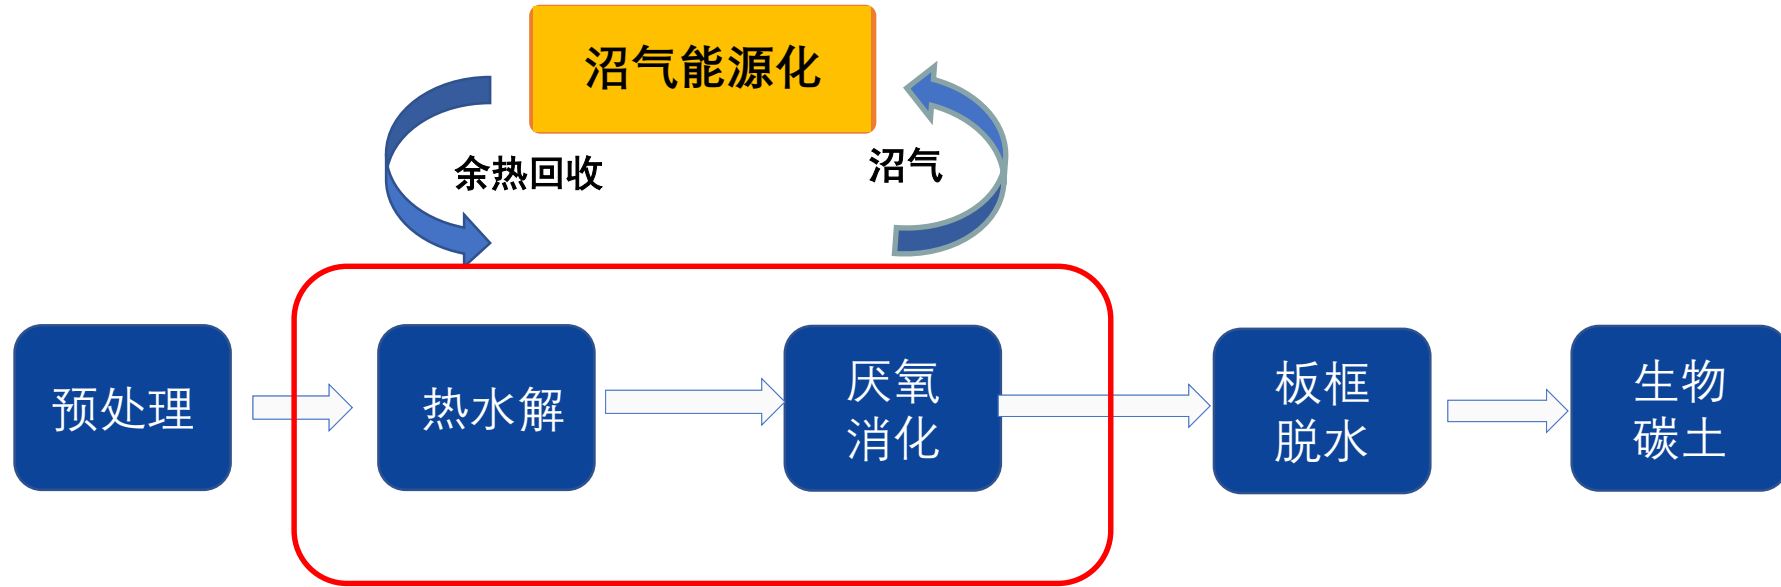 沼气能源化
余热回收
沼气
预处理
热水解
厌氧
消化
板框
脱水
生物
碳土